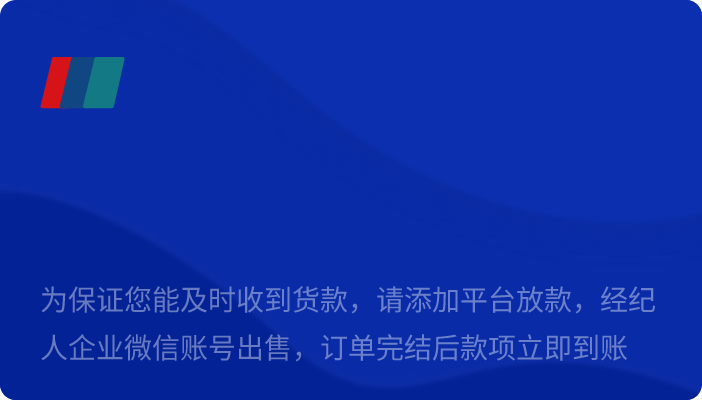 为保证您能及时收到货款，请添加平台放款，经纪
人企业微信账号出售，订单完结后款项立即到账